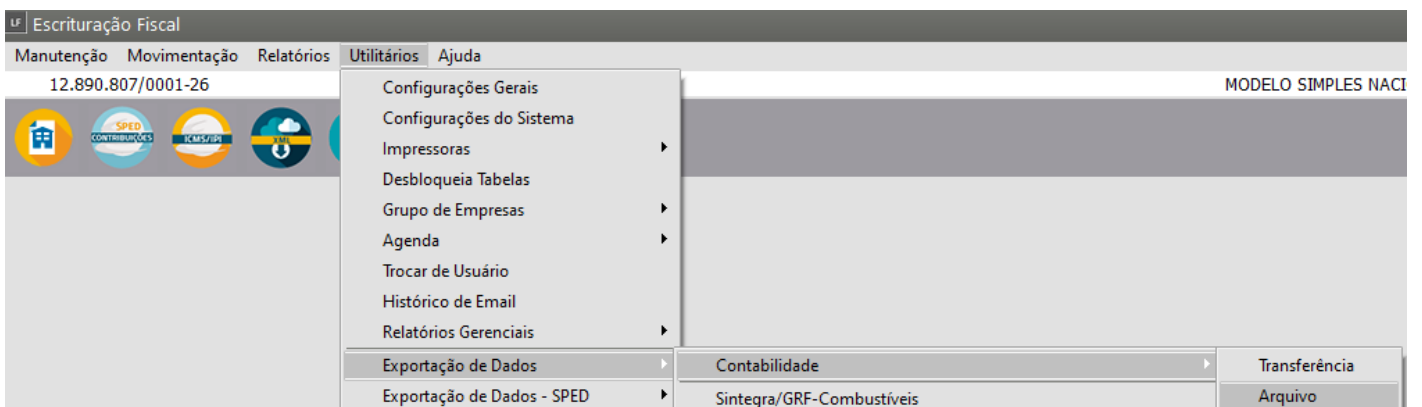 LF Escrituração Fiscal
Manutenção Movimentação Relatórios Utilitários Ajuda
12.890.807/0001-26 MODELO SIMPLES NACI
SPED CONTRIBUIÇÕES ICMS/IPI XML
Configurações Gerais
Configurações do Sistema
Impressoras
Desbloqueia Tabelas
Grupo de Empresas
Agenda
Trocar de Usuário
Histórico de Email
Relatórios Gerenciais
Exportação de Dados Contabilidade Transferência
Exportação de Dados - SPED Sintegra/GRF-Combustíveis Arquivo